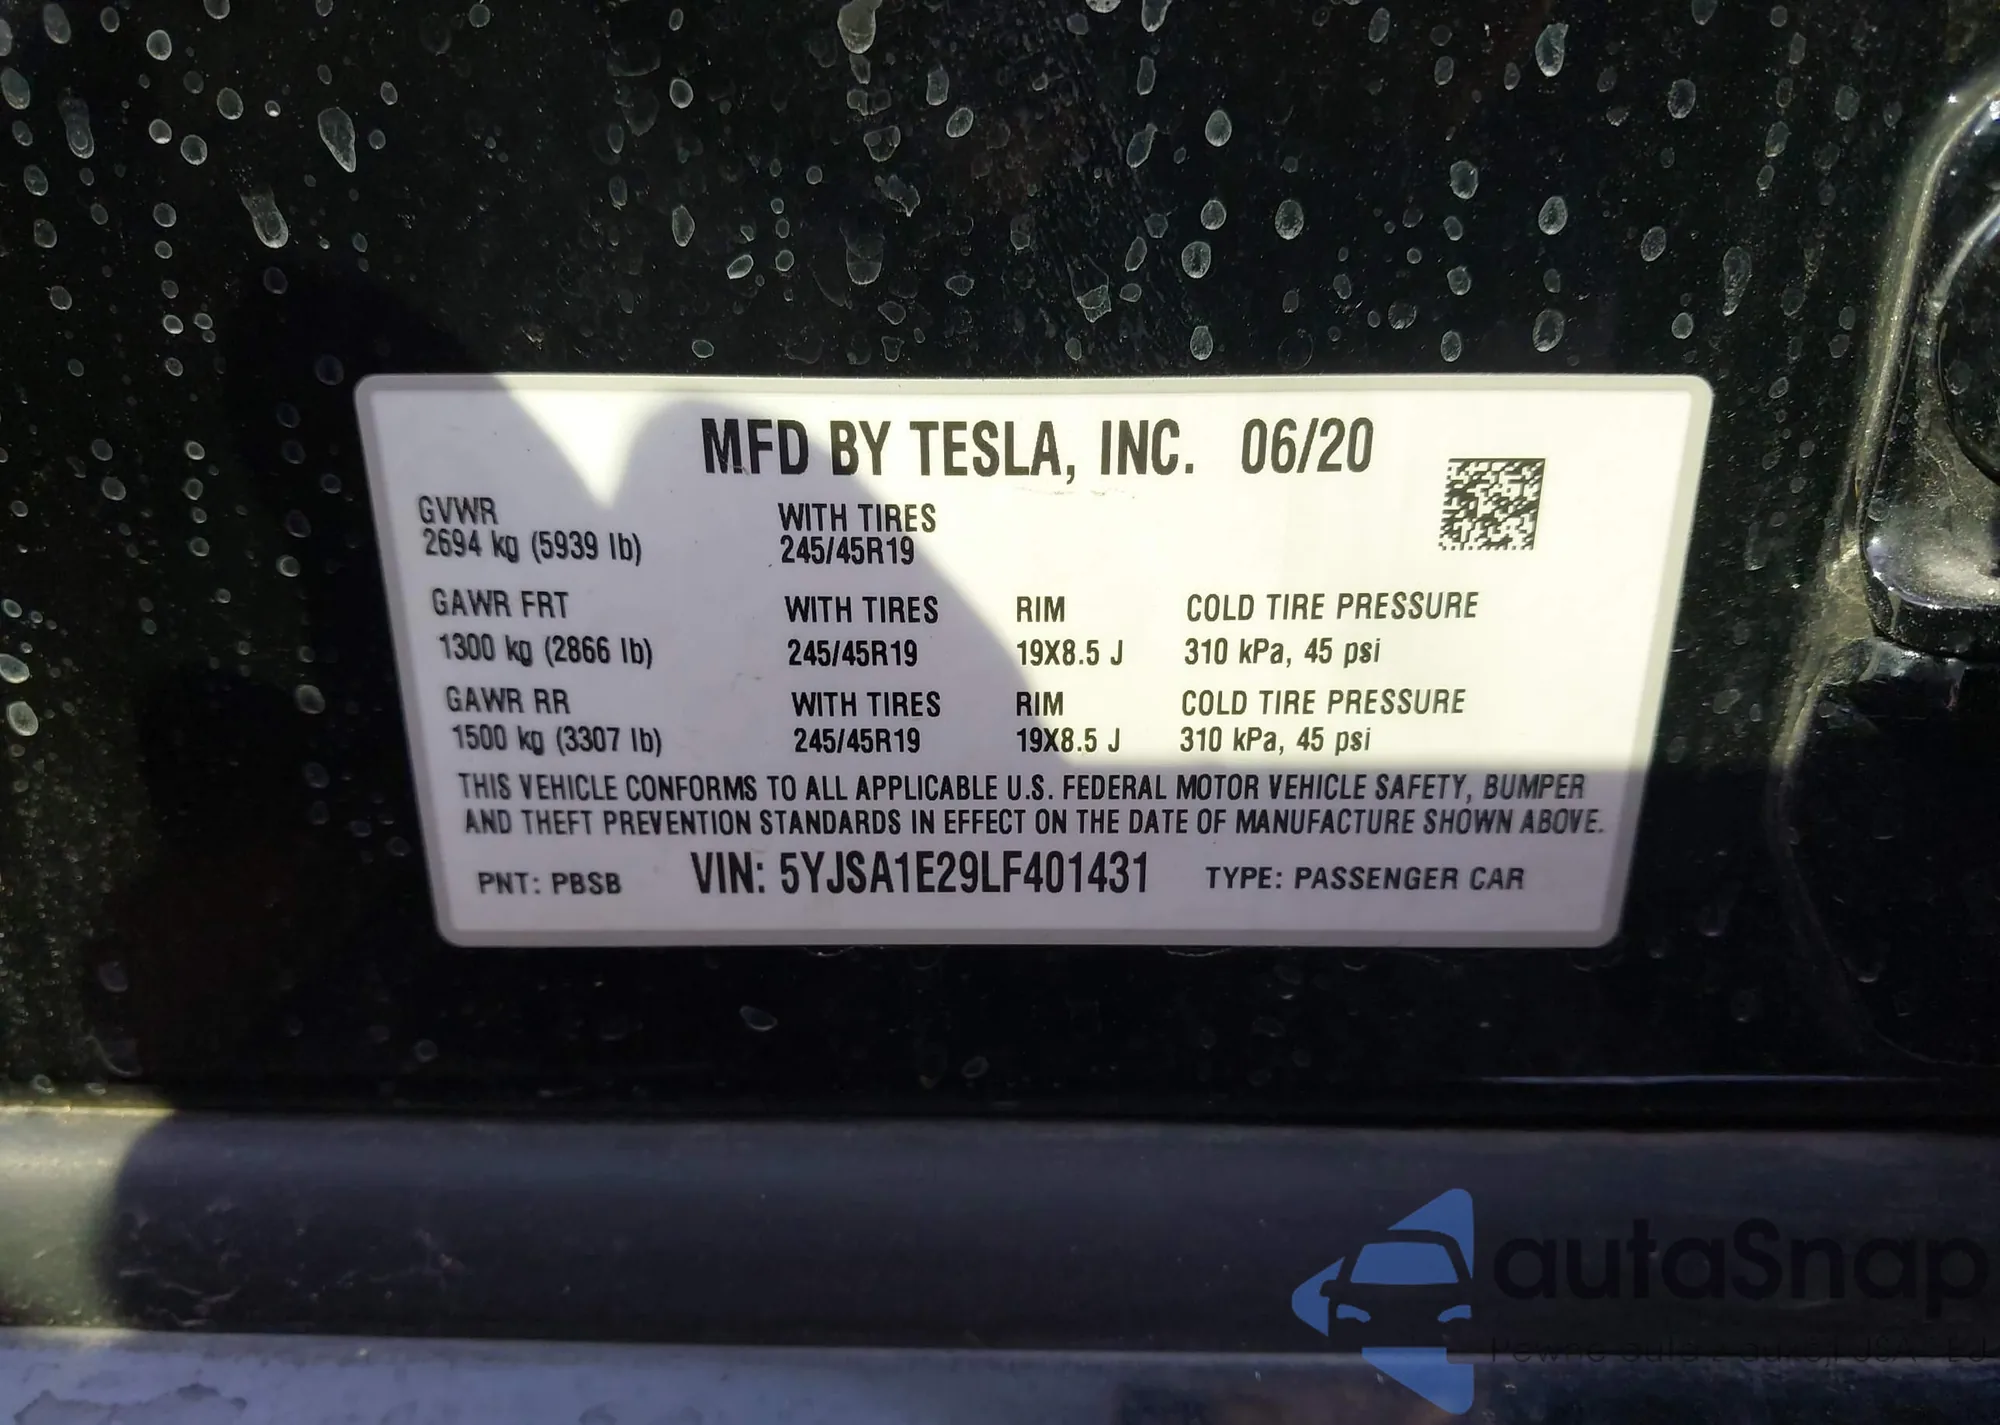 MFD BY TESLA, INC. 06/20
GVWR WITH TIRES
2694 kg (5939 lb) 245/45R19
GAWR FRT WITH TIRES RIM COLD TIRE PRESSURE
1300 kg (2866 lb) 245/45R19 19X8.5 J 310 kPa, 45 psi
GAWR RR WITH TIRES RIM COLD TIRE PRESSURE
1500 kg (3307 lb) 245/45R19 19X8.5 J 310 kPa, 45 psi
THIS VEHICLE CONFORMS TO ALL APPLICABLE U.S. FEDERAL MOTOR VEHICLE SAFETY, BUMPER
AND THEFT PREVENTION STANDARDS IN EFFECT ON THE DATE OF MANUFACTURE SHOWN ABOVE.
PNT: PBSB VIN: 5YJSA1E29LF401431 TYPE: PASSENGER CAR
autaSnap